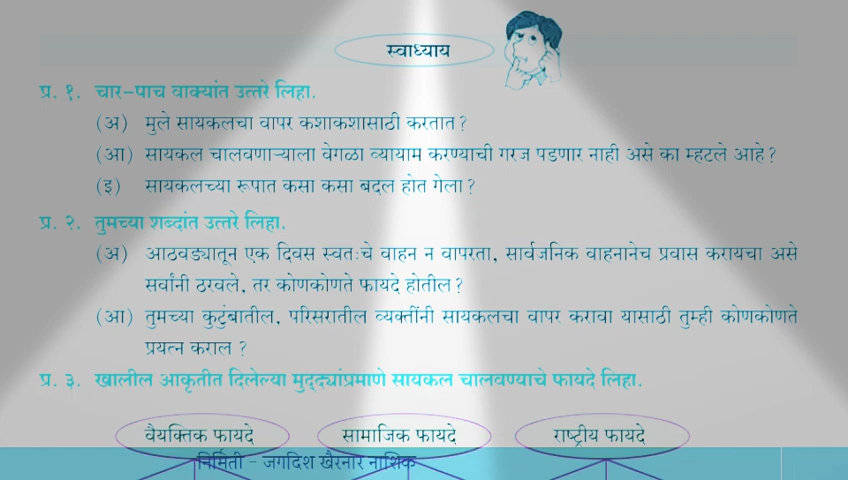 स्वाध्याय
प्र. १. चार-पाच वाक्यांत उत्तरे लिहा.
(अ) मुले सायकलचा वापर कशाकशासाठी करतात?
(आ) सायकल चालवणाऱ्याला वेगळा व्यायाम करण्याची गरज पडणार नाही असे का म्हटले आहे?
(इ) सायकलच्या रूपात कसा कसा बदल होत गेला?
प्र. २. तुमच्या शब्दांत उत्तरे लिहा.
(अ) आठवड्यातून एक दिवस स्वतःचे वाहन न वापरता, सार्वजनिक वाहनानेच प्रवास करायचा असे
सर्वांनी ठरवले, तर कोणकोणते फायदे होतील?
(आ) तुमच्या कुटुंबातील, परिसरातील व्यक्तींनी सायकलचा वापर करावा यासाठी तुम्ही कोणकोणते
प्रयत्न कराल ?
प्र. ३. खालील आकृतीत दिलेल्या मुद्द्यांप्रमाणे सायकल चालवण्याचे फायदे लिहा.
वैयक्तिक फायदे सामाजिक फायदे राष्ट्रीय फायदे
निर्मिती - जगदिश खैरनार नाशिक